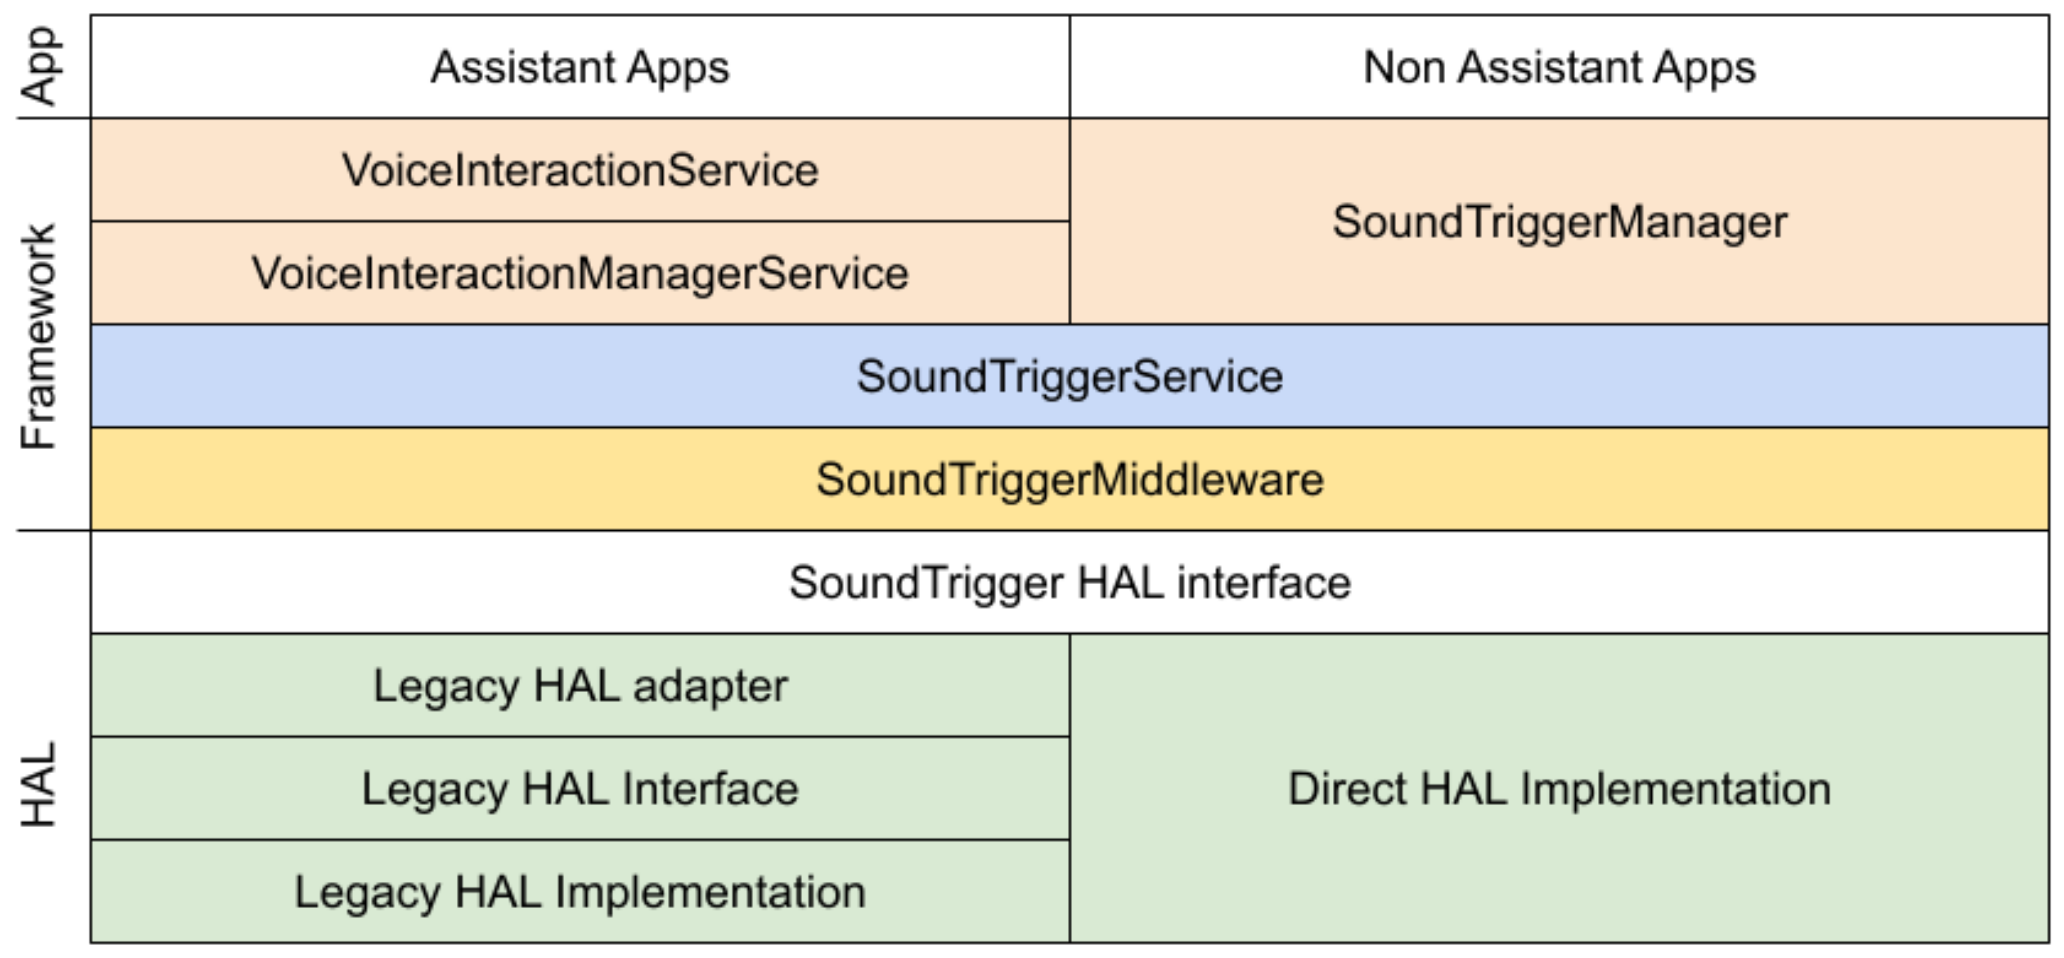 App
Assistant Apps
Non Assistant Apps
Framework
VoiceInteractionService
VoiceInteractionManagerService
SoundTriggerManager
SoundTriggerService
SoundTriggerMiddleware
HAL
SoundTrigger HAL interface
Legacy HAL adapter
Legacy HAL Interface
Legacy HAL Implementation
Direct HAL Implementation